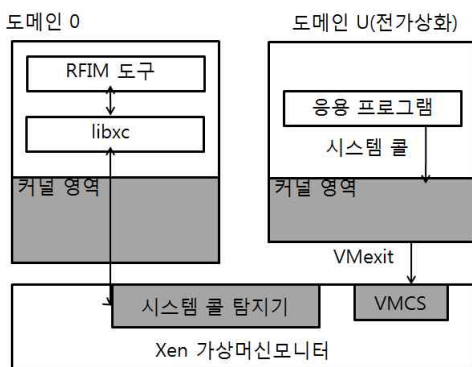 도메인 0
RFIM 도구
libxc
커널 영역
도메인 U(전가상화)
응용 프로그램
시스템 콜
커널 영역
VMexit
시스템 콜 탐지기
VMCS
Xen 가상머신모니터